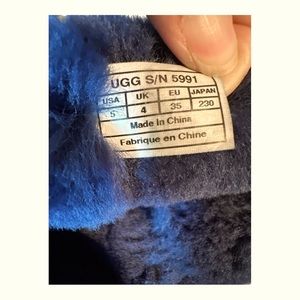 UGG S/N 5991
USA UK EU JAPAN
5 4 35 230
Made in China
Fabrique en Chine